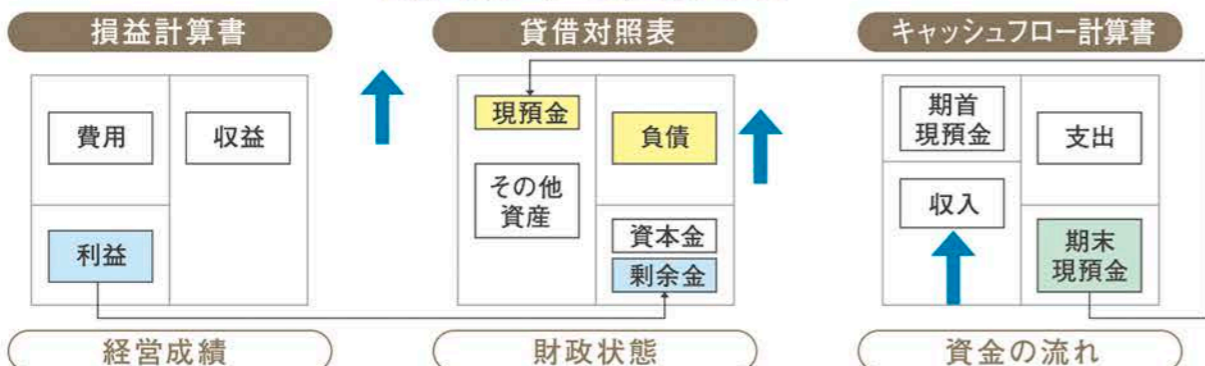 損益計算書
費用
収益
利益
経営成績
貸借対照表
現預金
その他
資産
負債
資本金
剰余金
財政状態
キャッシュフロー計算書
期首
現預金
収入
支出
期末
現預金
資金の流れ